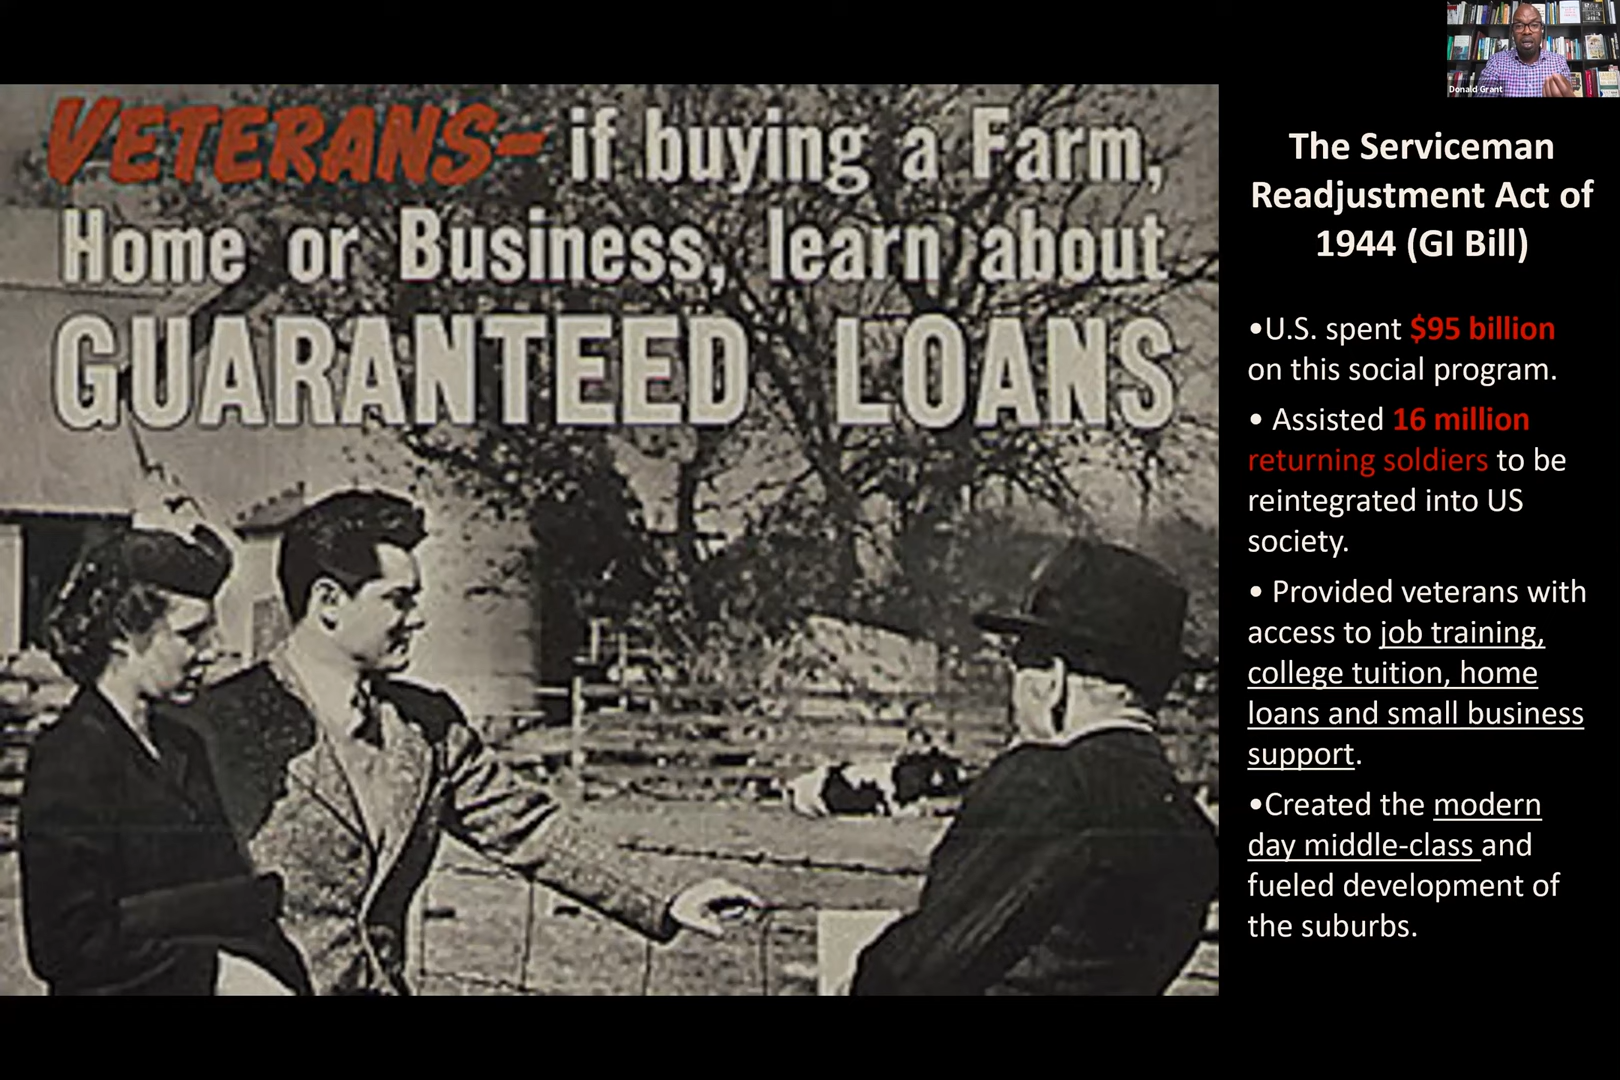 Donald Grant
VETERANS- if buying a Farm,
Home or Business, learn about
GUARANTEED LOANS
The Serviceman
Readjustment Act of
1944 (GI Bill)
•U.S. spent $95 billion
on this social program.
• Assisted 16 million
returning soldiers to be
reintegrated into US
society.
• Provided veterans with
access to job training,
college tuition, home
loans and small business
support.
•Created the modern
day middle-class and
fueled development of
the suburbs.